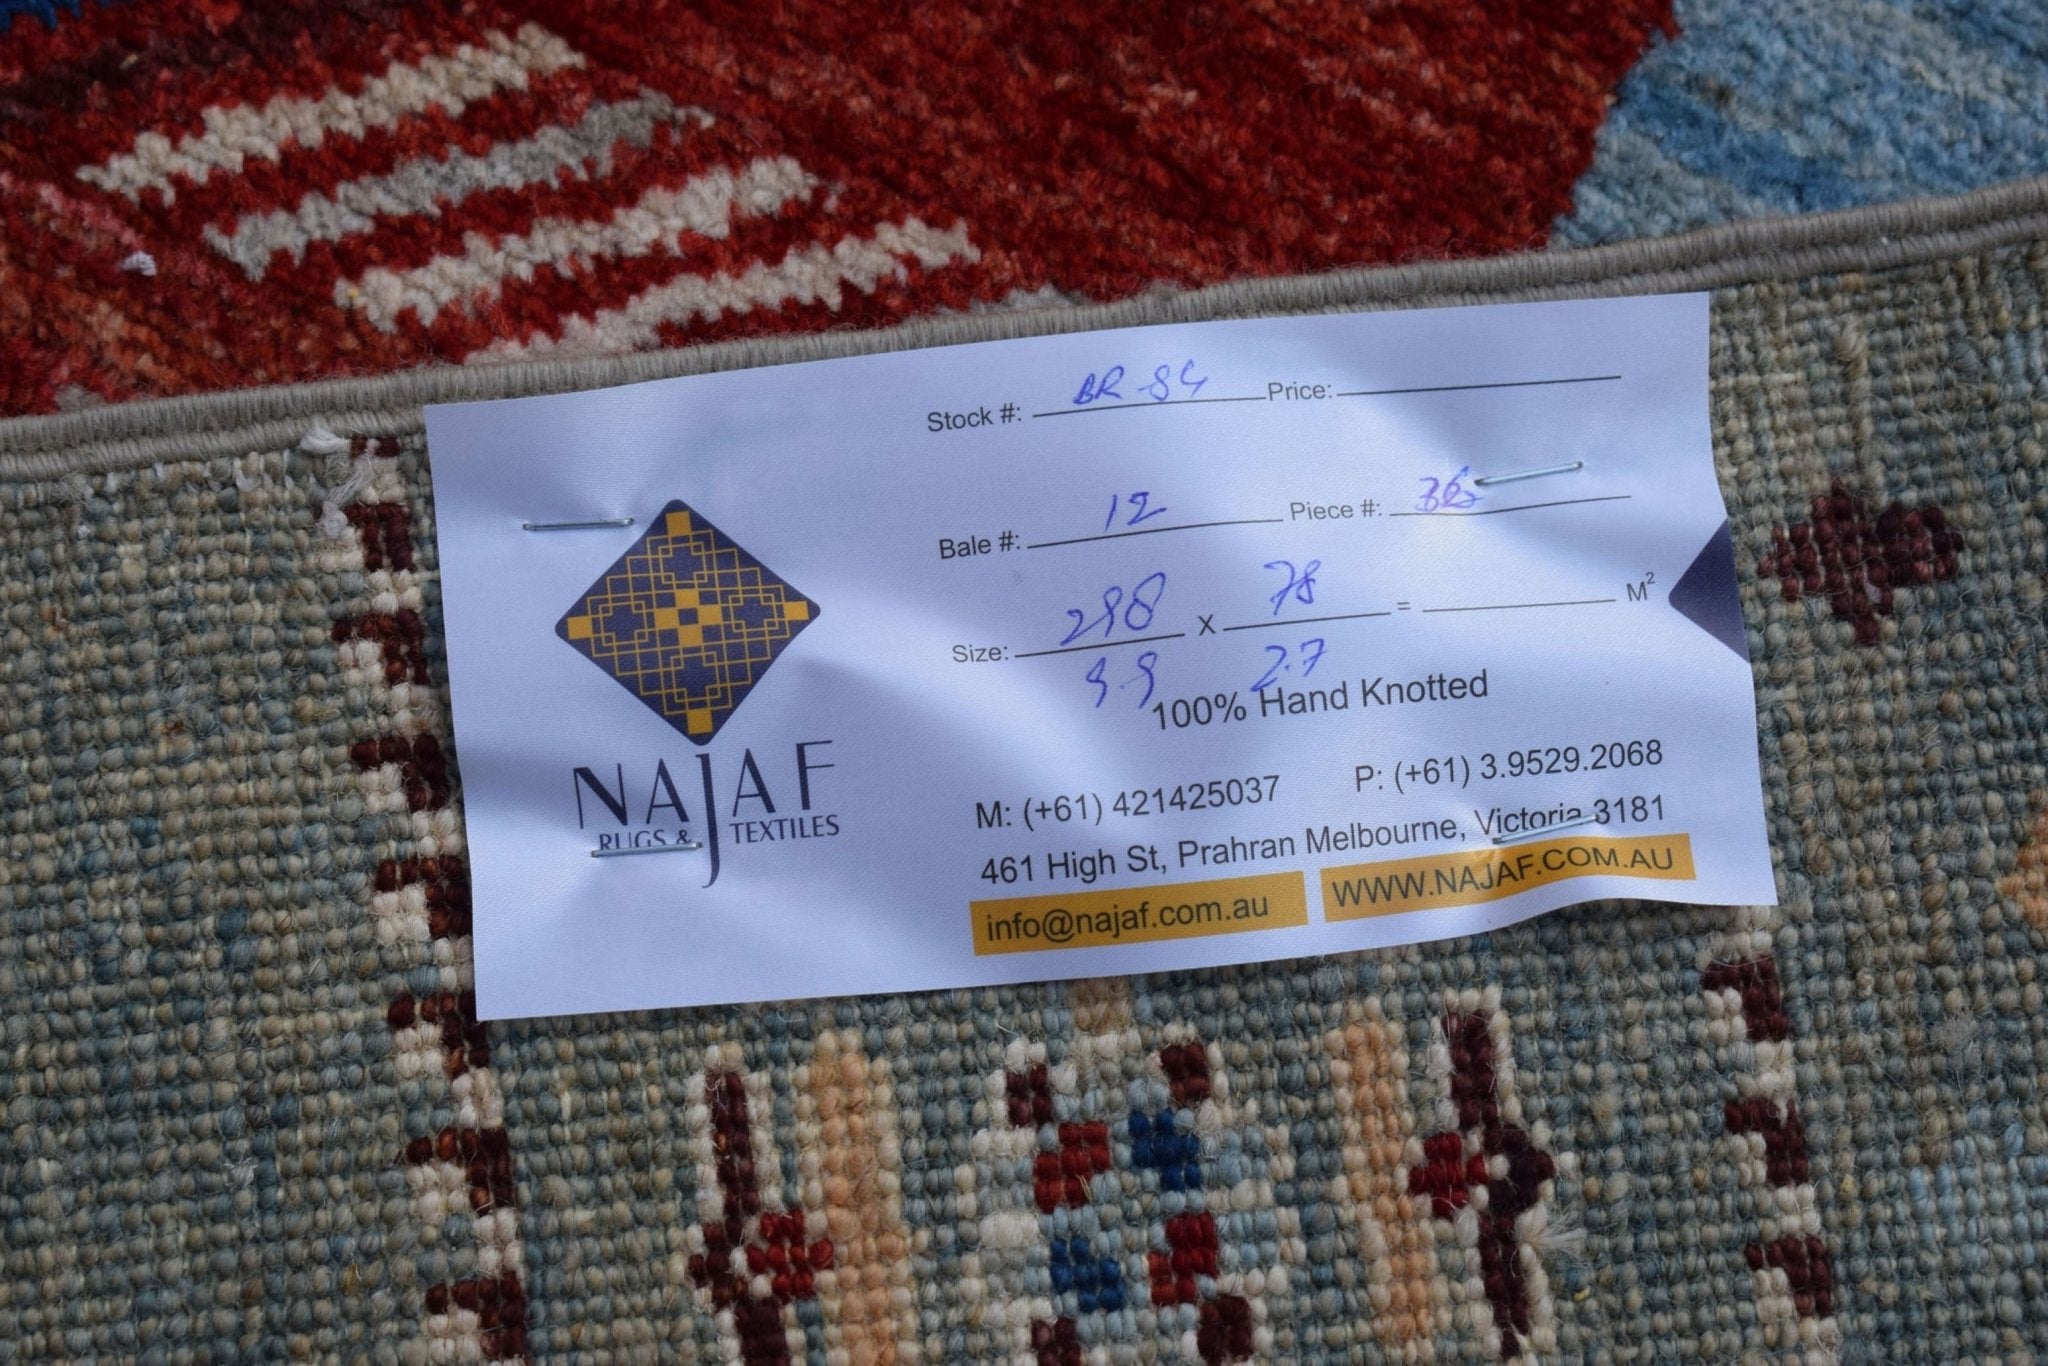 Stock #: BR-84 Price:
Bale #: 12 Piece #:
Size: 298 X 78 = M²
9.9 2.7
100% Hand Knotted
NAJAF
RUGS & TEXTILES
M: (+61) 421425037 P: (+61) 3.9529.2068
461 High St, Prahran Melbourne, Victoria 3181
info@najaf.com.au WWW.NAJAF.COM.AU